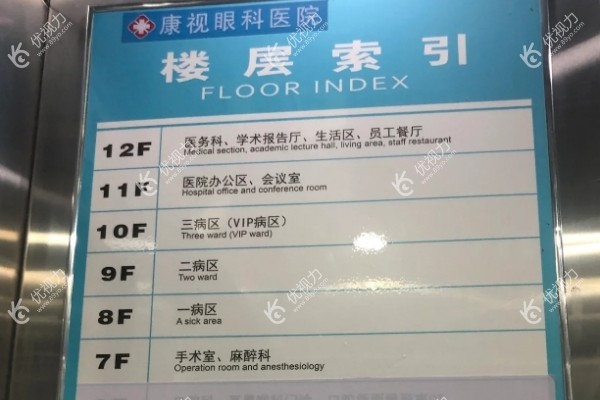 康视眼科医院
楼层索引
FLOOR INDEX
12F
医务科、学术报告厅、生活区、员工餐厅
Medical section, academic lecture hall, living area, staff restaurant
11F
医院办公区、会议室
Hospital office and conference room
10F
三病区（VIP病区）
Three ward (VIP ward)
9F
二病区
Two ward
8F
一病区
A sick area
7F
手术室、麻醉科
Operation room and anesthesiology
优视力